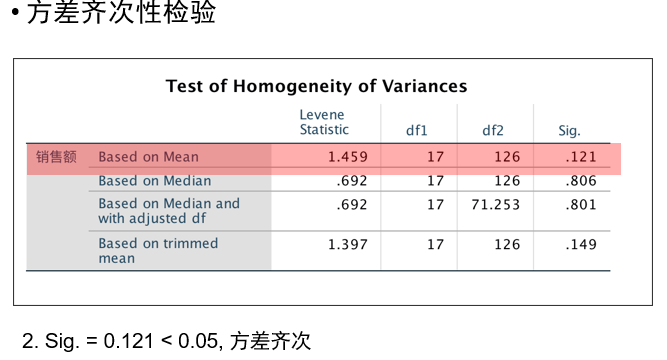 • 方差齐次性检验
Test of Homogeneity of Variances
Levene
Statistic df1 df2 Sig.
销售额 Based on Mean 1.459 17 126 .121
Based on Median .692 17 126 .806
Based on Median and
with adjusted df .692 17 71.253 .801
Based on trimmed
mean 1.397 17 126 .149
2. Sig. = 0.121 < 0.05, 方差齐次